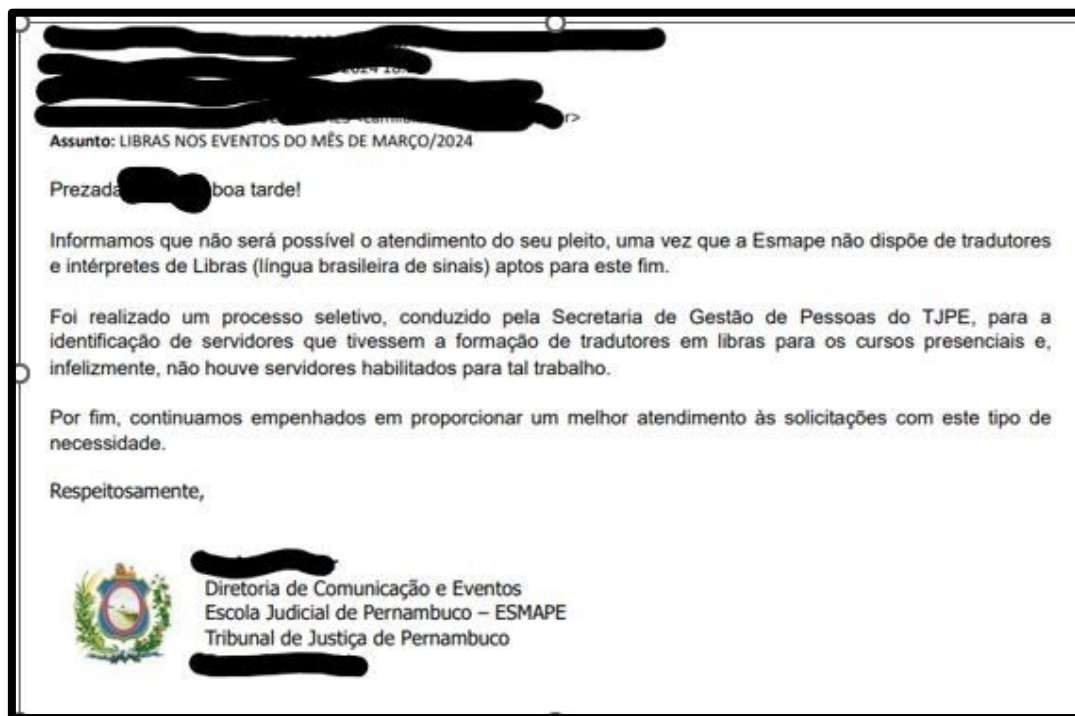 Assunto: LIBRAS NOS EVENTOS DO MÊS DE MARÇO/2024
Prezada boa tarde!
Informamos que não será possível o atendimento do seu pleito, uma vez que a Esmape não dispõe de tradutores
e intérpretes de Libras (língua brasileira de sinais) aptos para este fim.
Foi realizado um processo seletivo, conduzido pela Secretaria de Gestão de Pessoas do TJPE, para a
identificação de servidores que tivessem a formação de tradutores em libras para os cursos presenciais e,
infelizmente, não houve servidores habilitados para tal trabalho.
Por fim, continuamos empenhados em proporcionar um melhor atendimento às solicitações com este tipo de
necessidade.
Respeitosamente,
Diretoria de Comunicação e Eventos
Escola Judicial de Pernambuco – ESMAPE
Tribunal de Justiça de Pernambuco